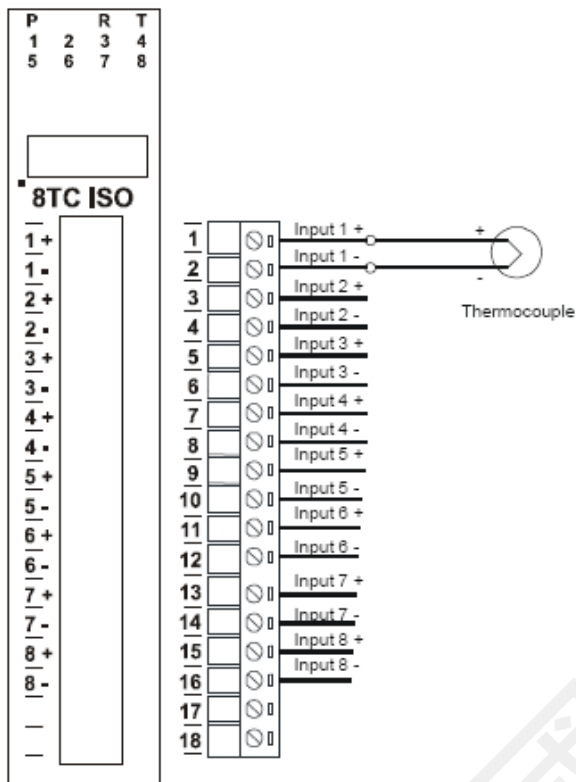 P R T
1 2 3 4
5 6 7 8
8TC ISO
1 +
1 -
2 +
2 -
3 +
3 -
4 +
4 -
5 +
5 -
6 +
6 -
7 +
7 -
8 +
8 -
1 Input 1 + +
2 Input 1 - -
3 Input 2 +
Thermocouple
4 Input 2 -
5 Input 3 +
6 Input 3 -
7 Input 4 +
8 Input 4 -
9 Input 5 +
10 Input 5 -
11 Input 6 +
12 Input 6 -
13 Input 7 +
14 Input 7 -
15 Input 8 +
16 Input 8 -
17
18